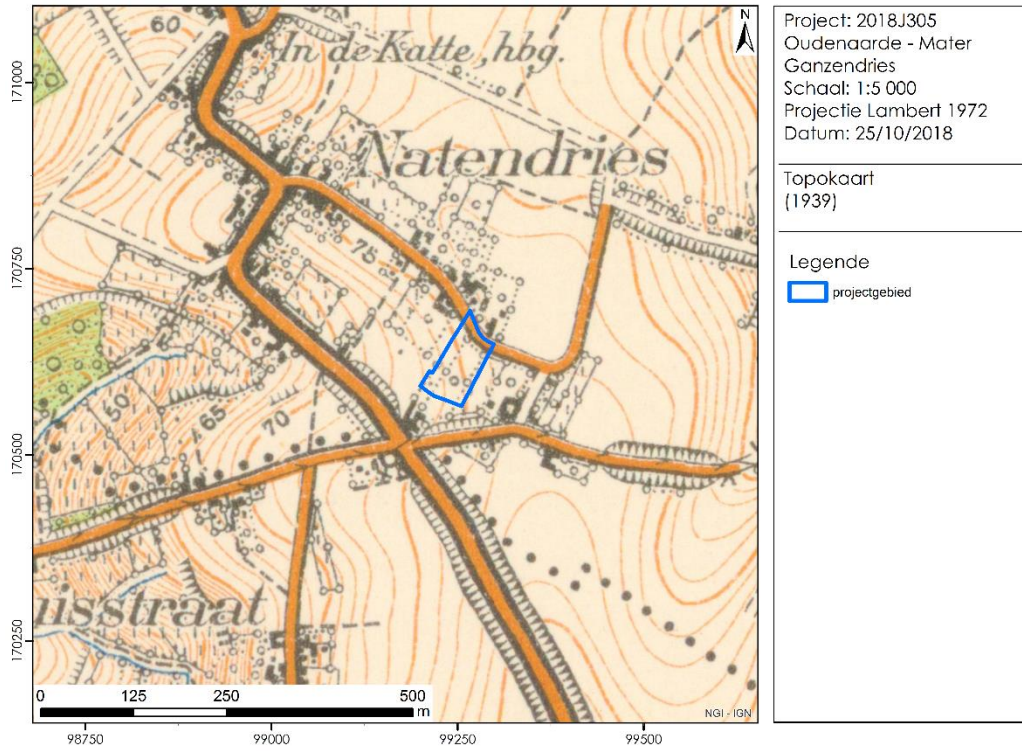 60
In de Katte, hbg.
N
171000
Natendries
75
170750
50
65
70
170500
uisstraat
170250
0 125 250 500
m
NGI - IGN
98750 99000 99250 99500
Project: 2018J305
Oudenaarde - Mater
Ganzendries
Schaal: 1:5 000
Projectie Lambert 1972
Datum: 25/10/2018
Topokaart
(1939)
Legende
projectgebied